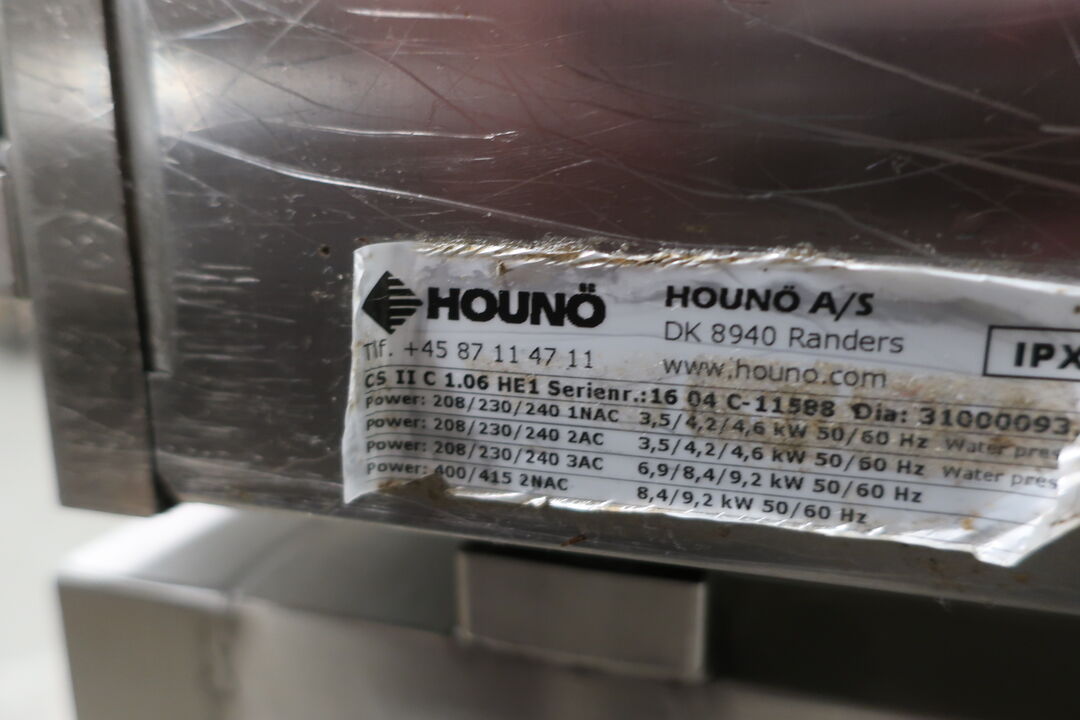 HOUNÖ
Tlf. +45 87 11 47 11
HOUNÖ A/S
DK 8940 Randers
www.houno.com
IPX
CS II C 1.06 HE1 Serienr.:16 04 C-11588 Dia: 31000093,
Power: 208/230/240 1NAC 3,5/4,2/4,6 kW 50/60 Hz Water pres
Power: 208/230/240 2AC 3,5/4,2/4,6 kW 50/60 Hz Water pres
Power: 208/230/240 3AC 6,9/8,4/9,2 kW 50/60 Hz
Power: 400/415 2NAC 8,4/9,2 kW 50/60 Hz